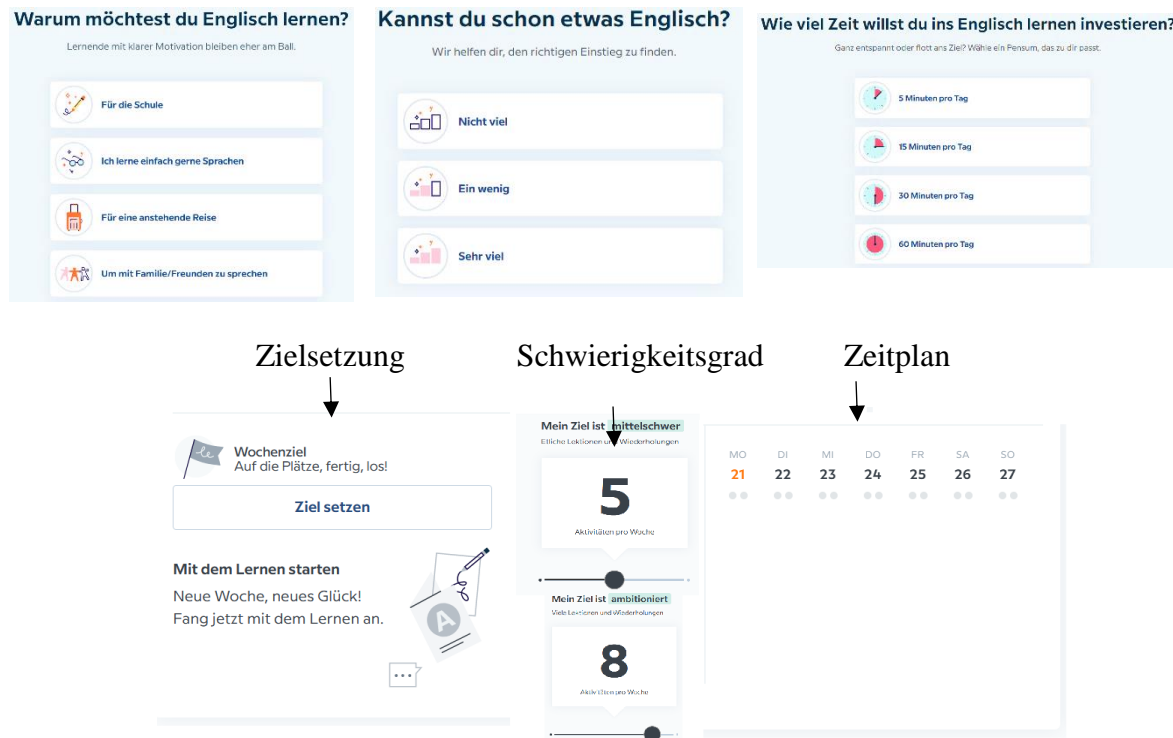 Warum möchtest du Englisch lernen?
Lernende mit klarer Motivation bleiben eher am Ball.
Für die Schule
Ich lerne einfach gerne Sprachen
Für eine anstehende Reise
Um mit Familie/Freunden zu sprechen
Kannst du schon etwas Englisch?
Wir helfen dir, den richtigen Einstieg zu finden.
Nicht viel
Ein wenig
Sehr viel
Wie viel Zeit willst du ins Englisch lernen investieren?
Ganz entspannt oder flott ans Ziel? Wähle ein Pensum, das zu dir passt.
5 Minuten pro Tag
15 Minuten pro Tag
30 Minuten pro Tag
60 Minuten pro Tag
Zielsetzung
Schwierigkeitsgrad
Zeitplan
le
Wochenziel
Auf die Plätze, fertig, los!
Ziel setzen
Mit dem Lernen starten
Neue Woche, neues Glück!
Fang jetzt mit dem Lernen an.
A
Mein Ziel ist mittelschwer
Etliche Lektionen und Wiederholungen
5
Aktivitäten pro Woche
Mein Ziel ist ambitioniert
Viele Lektionen und Wiederholungen
8
Aktivitäten pro Woche
MO DI MI DO FR SA SO
21 22 23 24 25 26 27